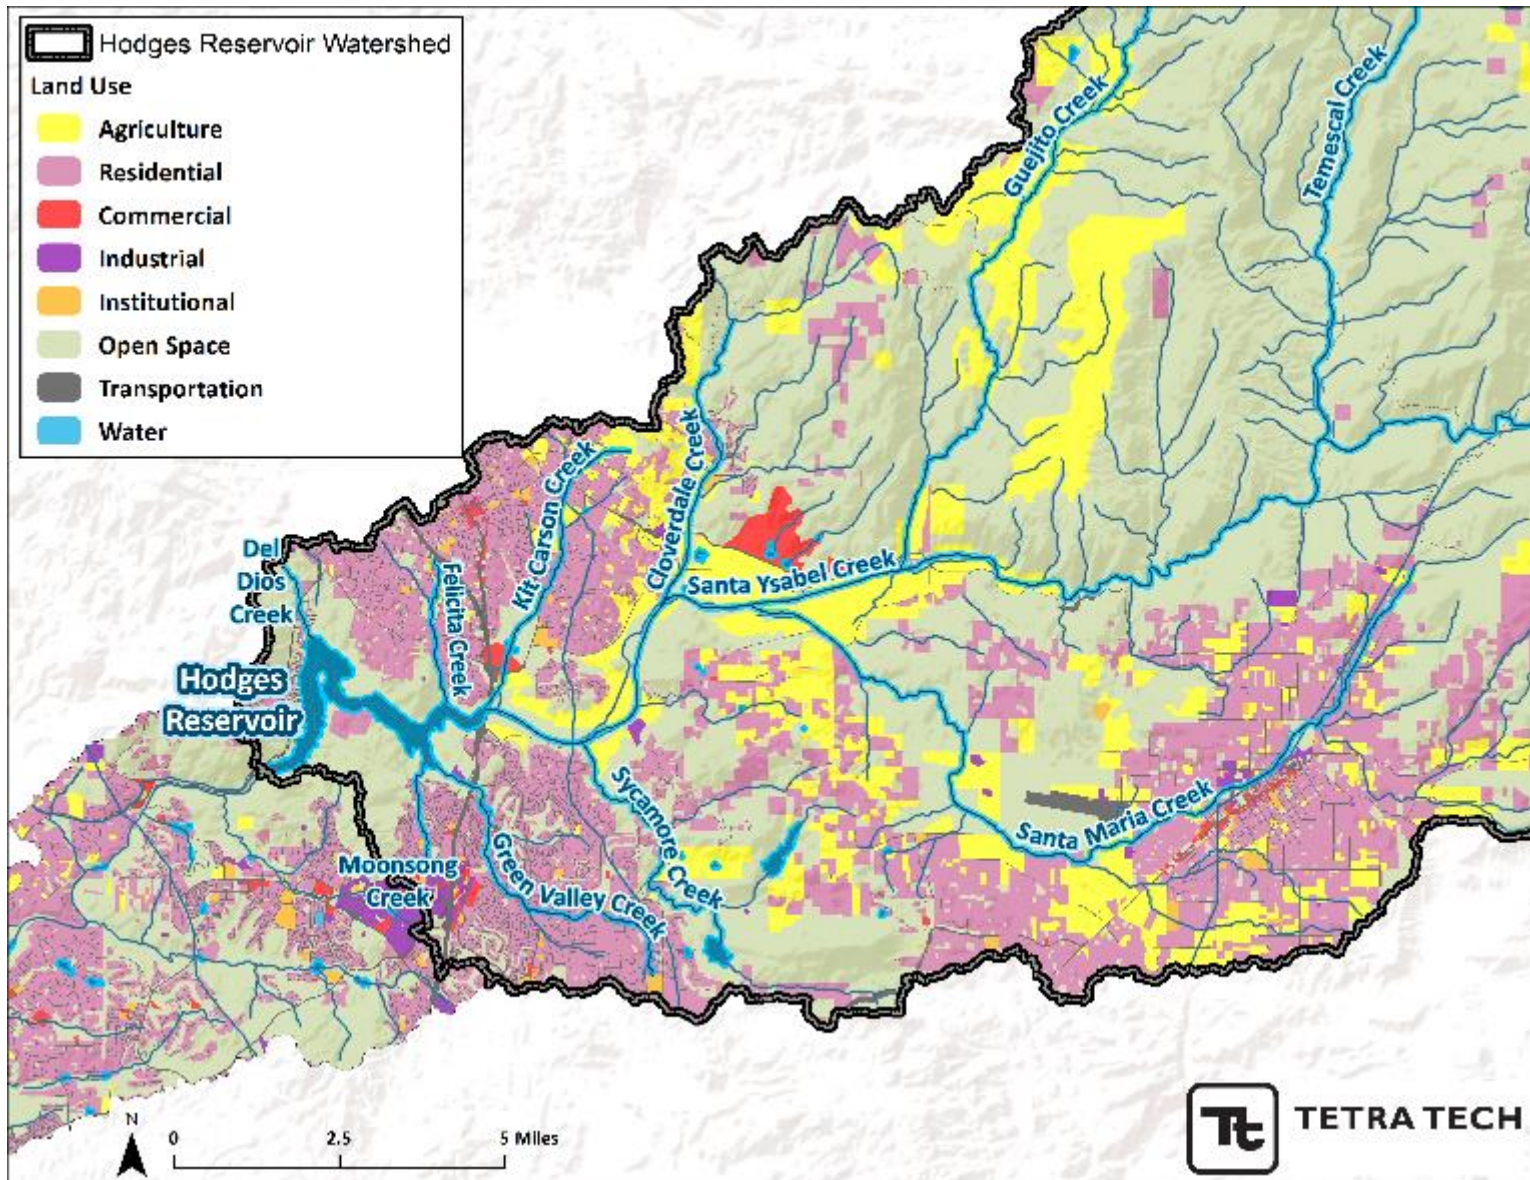 Hodges Reservoir Watershed
Land Use
Agriculture
Residential
Commercial
Industrial
Institutional
Open Space
Transportation
Water
Guejito Creek
Temescal Creek
Cloverdale Creek
Kit Carson Creek
Del
Dios
Creek
Felicita Creek
Santa Ysabel Creek
Hodges
Reservoir
Sycamore Creek
Santa Maria Creek
Moonsong
Creek
Green Valley Creek
N
0 2.5 5 Miles
Tt TETRA TECH